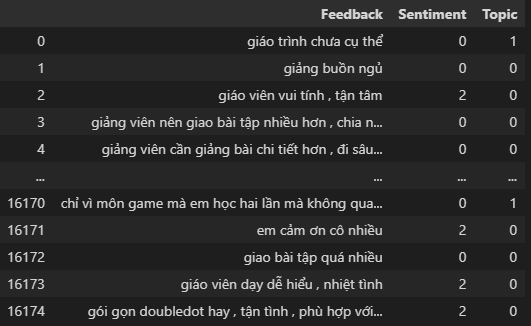 Feedback Sentiment Topic
0 giáo trình chưa cụ thể 0 1
1 giảng buồn ngủ 0 0
2 giáo viên vui tính , tận tâm 2 0
3 giảng viên nên giao bài tập nhiều hơn , chia n... 0 0
4 giảng viên cần giảng bài chi tiết hơn , đi sâu... 0 0
... ... ... ...
16170 chỉ vì môn game mà em học hai lần mà không qua... 0 1
16171 em cảm ơn cô nhiều 2 0
16172 giao bài tập quá nhiều 0 0
16173 giáo viên dạy dễ hiểu , nhiệt tình 2 0
16174 gói gọn doubledot hay , tận tình , phù hợp với... 2 0